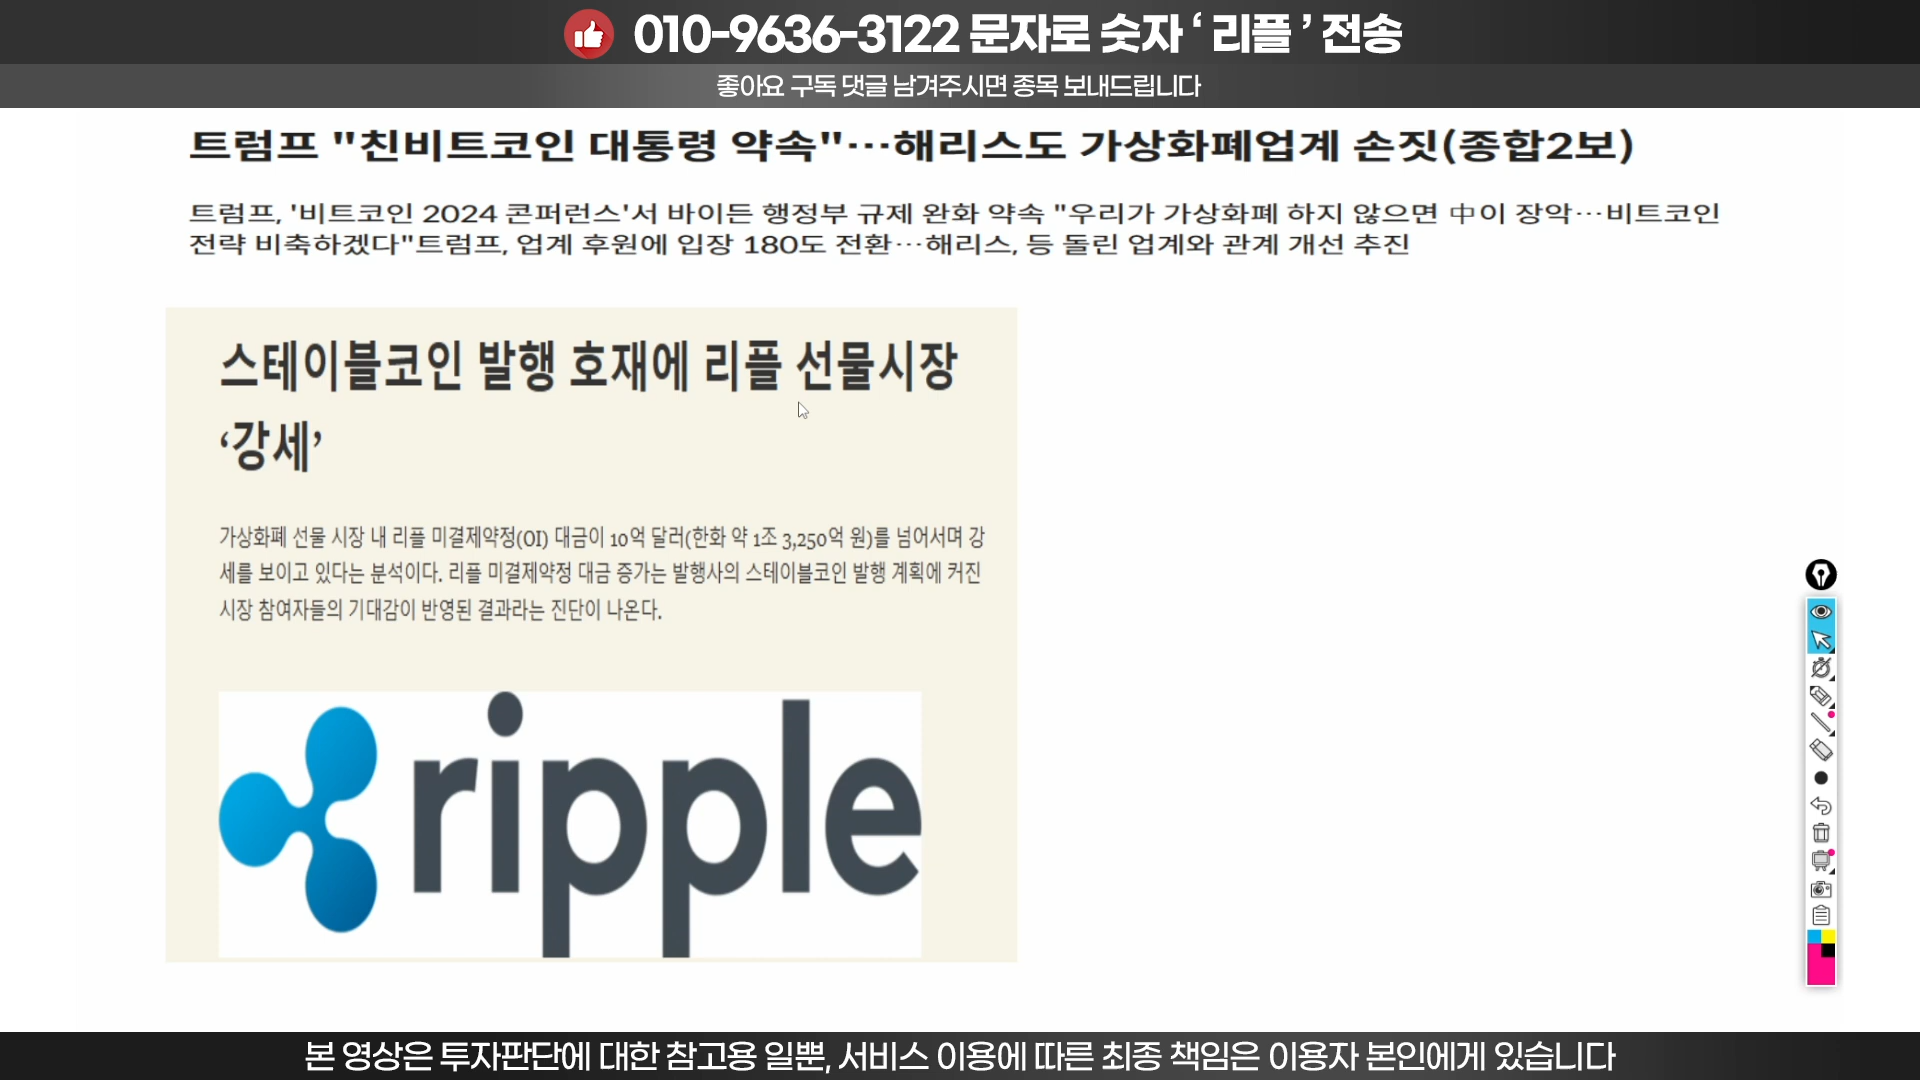 010-9636-3122 문자로 숫자 ‘ 리플 ’ 전송
좋아요 구독 댓글 남겨주시면 종목 보내드립니다
트럼프 "친비트코인 대통령 약속"…해리스도 가상화폐업계 손짓(종합2보)
트럼프, '비트코인 2024 콘퍼런스'서 바이든 행정부 규제 완화 약속 "우리가 가상화폐 하지 않으면 中이 장악…비트코인
전략 비축하겠다"트럼프, 업계 후원에 입장 180도 전환…해리스, 등 돌린 업계와 관계 개선 추진
스테이블코인 발행 호재에 리플 선물시장
‘강세’
가상화폐 선물 시장 내 리플 미결제약정(OI) 대금이 10억 달러(한화 약 1조 3,250억 원)를 넘어서며 강
세를 보이고 있다는 분석이다. 리플 미결제약정 대금 증가는 발행사의 스테이블코인 발행 계획에 커진
시장 참여자들의 기대감이 반영된 결과라는 진단이 나온다.
ripple
본 영상은 투자판단에 대한 참고용 일뿐, 서비스 이용에 따른 최종 책임은 이용자 본인에게 있습니다